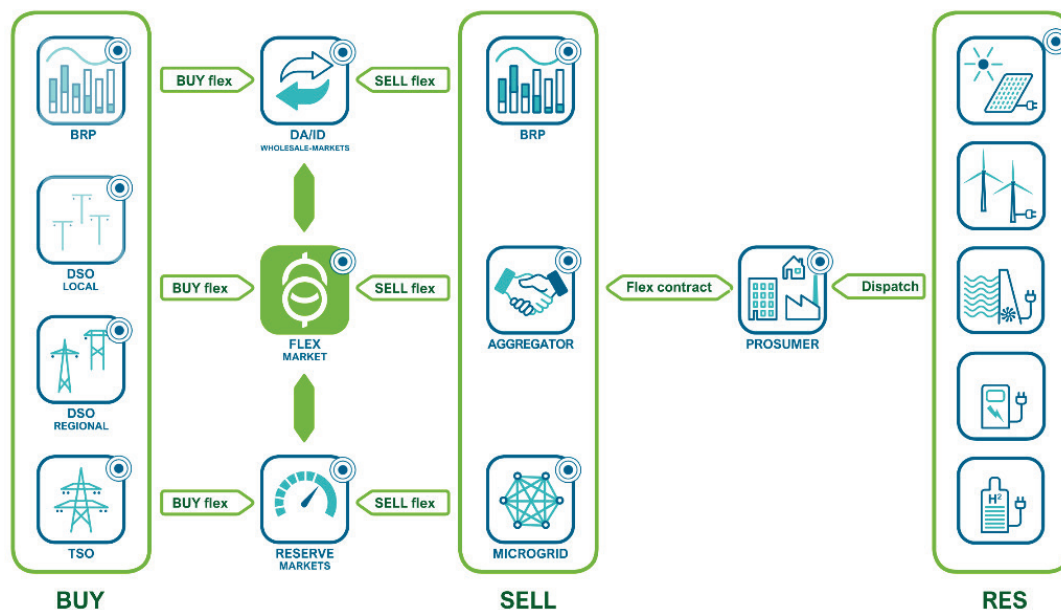 BRP
BUY flex
DA/ID
WHOLESALE-MARKETS
SELL flex
BRP
DSO
LOCAL
BUY flex
FLEX
MARKET
SELL flex
AGGREGATOR
Flex contract
PROSUMER
Dispatch
DSO
REGIONAL
TSO
BUY flex
RESERVE
MARKETS
SELL flex
MICROGRID
H²
BUY
SELL
RES